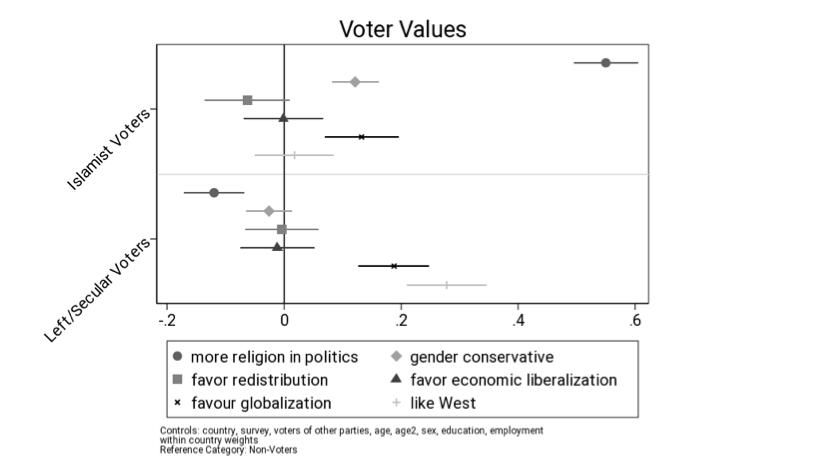 Voter Values
Islamist Voters
Left/Secular Voters
-.2 0 .2 .4 .6
more religion in politics gender conservative
favor redistribution favor economic liberalization
favour globalization like West
Controls: country, survey, voters of other parties, age, age2, sex, education, employment
within country weights
Reference Category: Non-Voters